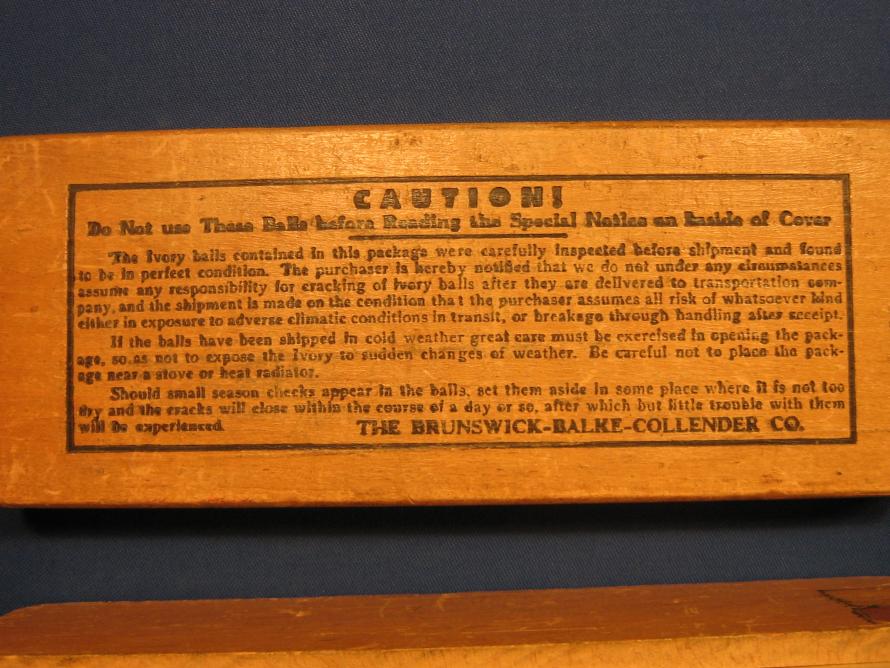 CAUTION!
Do Not use These Balls before Reading the Special Notice on Inside of Cover
The Ivory balls contained in this package were carefully inspected before shipment and found
to be in perfect condition. The purchaser is hereby notified that we do not under any circumstances
assume any responsibility for cracking of Ivory balls after they are delivered to transportation com-
pany, and the shipment is made on the condition that the purchaser assumes all risk of whatsoever kind
either in exposure to adverse climatic conditions in transit, or breakage through handling after receipt.
If the balls have been shipped in cold weather great care must be exercised in opening the pack-
age, so as not to expose the Ivory to sudden changes of weather. Be careful not to place the pack-
age near a stove or heat radiator.
Should small season checks appear in the balls, set them aside in some place where it is not too
dry and the cracks will close within the course of a day or so, after which but little trouble with them
will be experienced. THE BRUNSWICK-BALKE-COLLENDER CO.